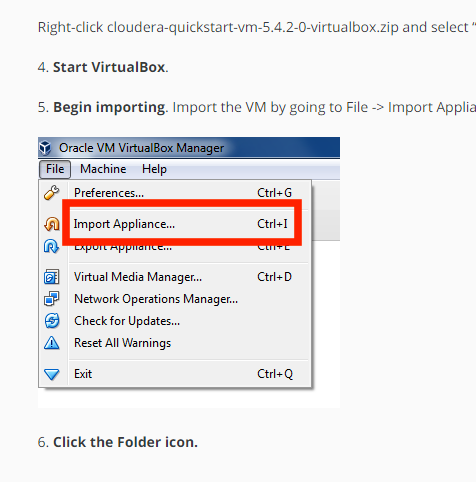 Right-click cloudera-quickstart-vm-5.4.2-0-virtualbox.zip and select “
4. Start VirtualBox.
5. Begin importing. Import the VM by going to File -> Import Applia
Oracle VM VirtualBox Manager
File Machine Help
Preferences... Ctrl+G
Import Appliance... Ctrl+I
Export Appliance... Ctrl+E
Virtual Media Manager... Ctrl+D
Network Operations Manager...
Check for Updates...
Reset All Warnings
Exit Ctrl+Q
6. Click the Folder icon.